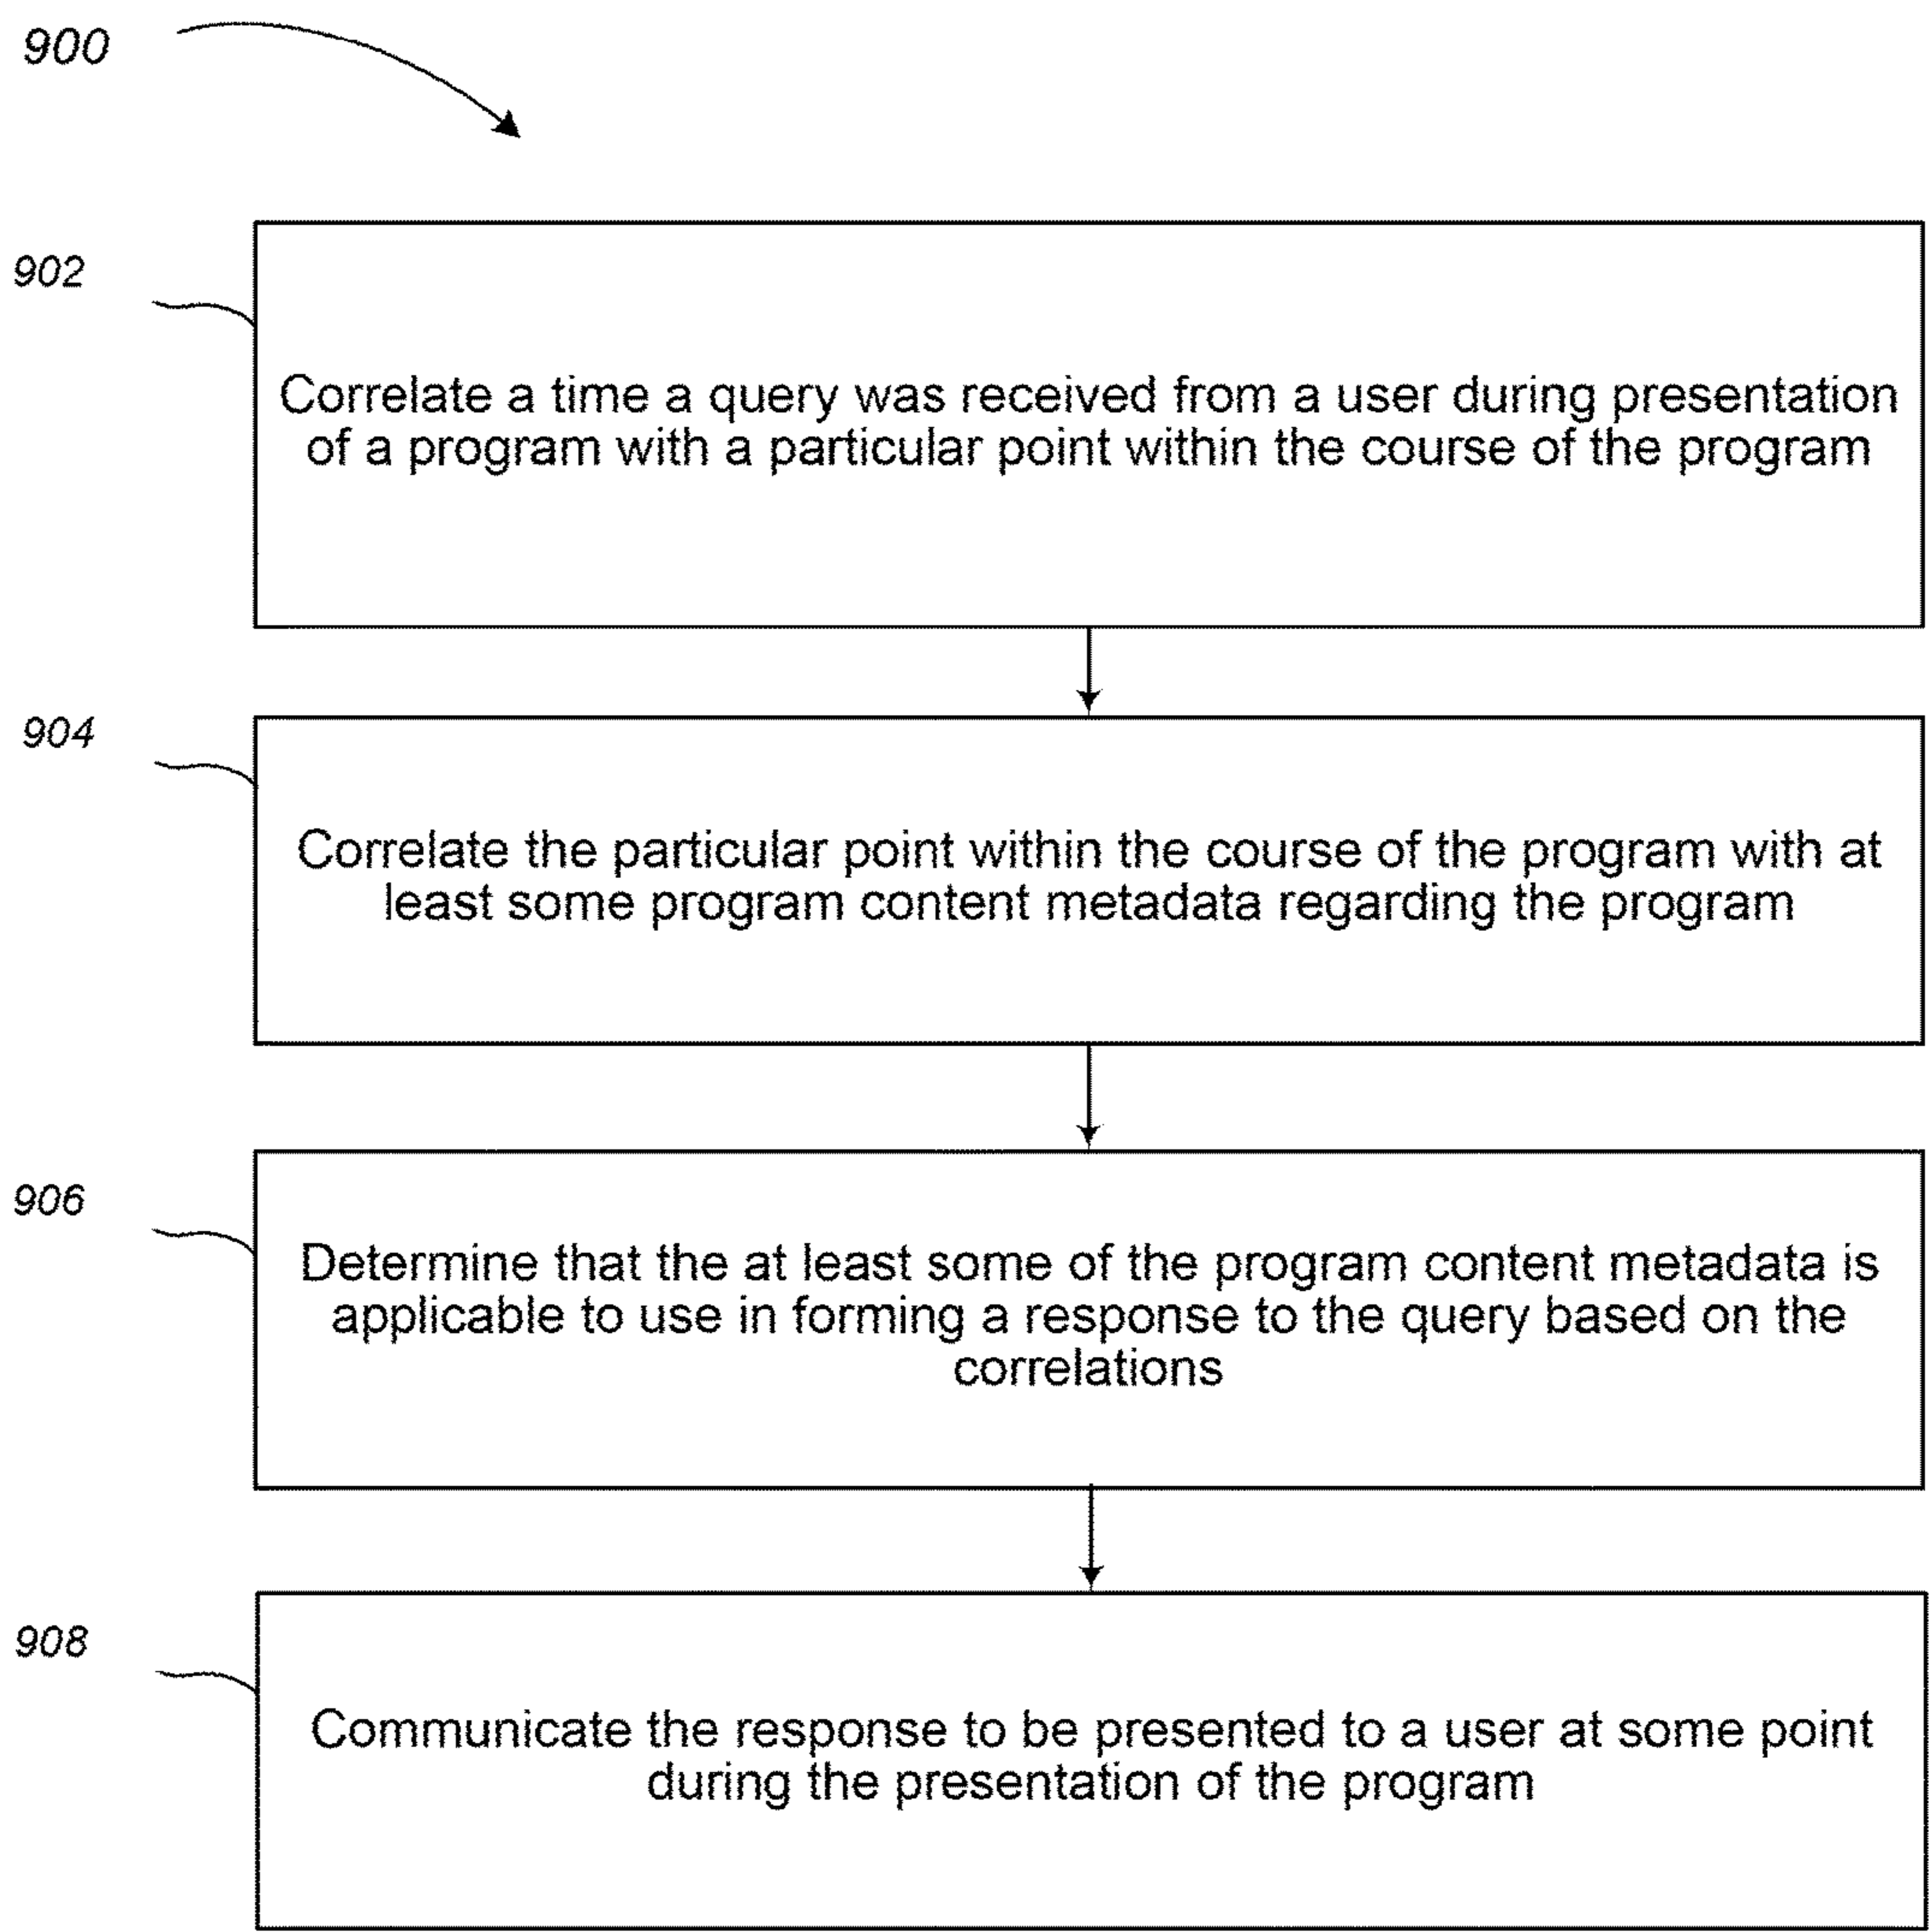 900
902
Correlate a time a query was received from a user during presentation
of a program with a particular point within the course of the program
904
Correlate the particular point within the course of the program with at
least some program content metadata regarding the program
906
Determine that the at least some of the program content metadata is
applicable to use in forming a response to the query based on the
correlations
908
Communicate the response to be presented to a user at some point
during the presentation of the program